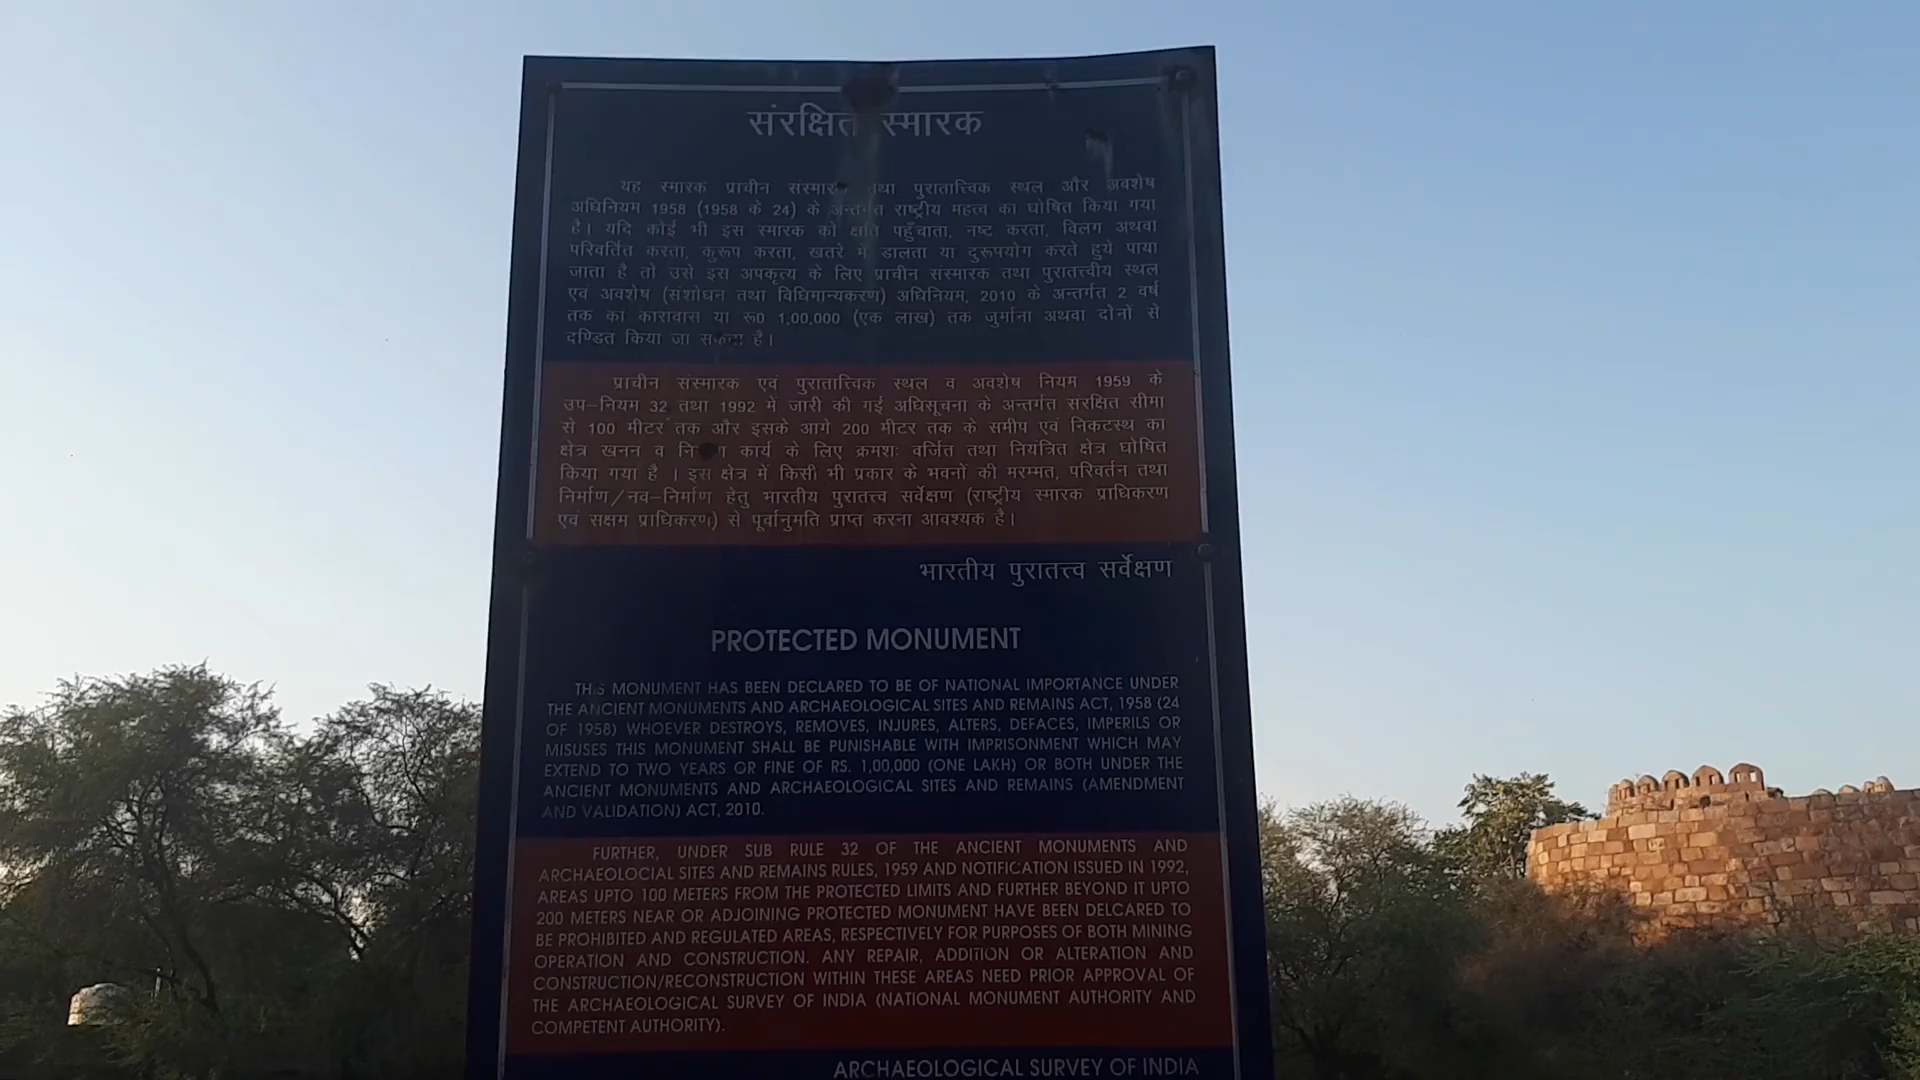 संरक्षित स्मारक
यह स्मारक प्राचीन संस्मारक तथा पुरातात्त्विक स्थल और अवशेष
अधिनियम 1958 (1958 के 24) के अन्तर्गत राष्ट्रीय महत्व का घोषित किया गया
है। यदि कोई भी इस स्मारक को क्षति पहुँचाता, नष्ट करता, विलग अथवा
परिवर्तित करता, कुरूप करता, खतरे में डालता या दुरूपयोग करते हुये पाया
जाता है तो उसे इस अपकृत्य के लिए प्राचीन संस्मारक तथा पुरातत्त्वीय स्थल
एवं अवशेष (संशोधन तथा विधिमान्यकरण) अधिनियम, 2010 के अन्तर्गत 2 वर्ष
तक का कारावास या रू0 1,00,000 (एक लाख) तक जुर्माना अथवा दोनों से
दण्डित किया जा सकता है।
प्राचीन संस्मारक एवं पुरातात्त्विक स्थल व अवशेष नियम 1959 के
उप–नियम 32 तथा 1992 में जारी की गई अधिसूचना के अन्तर्गत संरक्षित सीमा
से 100 मीटर तक और इसके आगे 200 मीटर तक के समीप एवं निकटस्थ का
क्षेत्र खनन व निर्माण कार्य के लिए क्रमशः वर्जित तथा नियंत्रित क्षेत्र घोषित
किया गया है । इस क्षेत्र में किसी भी प्रकार के भवनों की मरम्मत, परिवर्तन तथा
निर्माण/नव–निर्माण हेतु भारतीय पुरातत्त्व सर्वेक्षण (राष्ट्रीय स्मारक प्राधिकरण
एवं सक्षम प्राधिकरण) से पूर्वानुमति प्राप्त करना आवश्यक है।
भारतीय पुरातत्त्व सर्वेक्षण
PROTECTED MONUMENT
THIS MONUMENT HAS BEEN DECLARED TO BE OF NATIONAL IMPORTANCE UNDER
THE ANCIENT MONUMENTS AND ARCHAEOLOGICAL SITES AND REMAINS ACT, 1958 (24
OF 1958) WHOEVER DESTROYS, REMOVES, INJURES, ALTERS, DEFACES, IMPERILS OR
MISUSES THIS MONUMENT SHALL BE PUNISHABLE WITH IMPRISONMENT WHICH MAY
EXTEND TO TWO YEARS OR FINE OF RS. 1,00,000 (ONE LAKH) OR BOTH UNDER THE
ANCIENT MONUMENTS AND ARCHAEOLOGICAL SITES AND REMAINS (AMENDMENT
AND VALIDATION) ACT, 2010.
FURTHER, UNDER SUB RULE 32 OF THE ANCIENT MONUMENTS AND
ARCHAEOLOCIAL SITES AND REMAINS RULES, 1959 AND NOTIFICATION ISSUED IN 1992,
AREAS UPTO 100 METERS FROM THE PROTECTED LIMITS AND FURTHER BEYOND IT UPTO
200 METERS NEAR OR ADJOINING PROTECTED MONUMENT HAVE BEEN DELCARED TO
BE PROHIBITED AND REGULATED AREAS, RESPECTIVELY FOR PURPOSES OF BOTH MINING
OPERATION AND CONSTRUCTION. ANY REPAIR, ADDITION OR ALTERATION AND
CONSTRUCTION/RECONSTRUCTION WITHIN THESE AREAS NEED PRIOR APPROVAL OF
THE ARCHAEOLOGICAL SURVEY OF INDIA (NATIONAL MONUMENT AUTHORITY AND
COMPETENT AUTHORITY).
ARCHAEOLOGICAL SURVEY OF INDIA